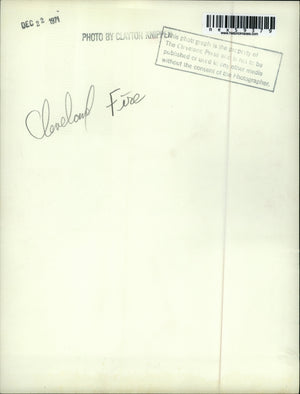 DEC 22 1971
PHOTO BY CLAYTON KNIPPER
This photograph is the property of
The Cleveland Press and is not to be
published or used in any other media
without the consent of the Photographer.
Cleveland Fire